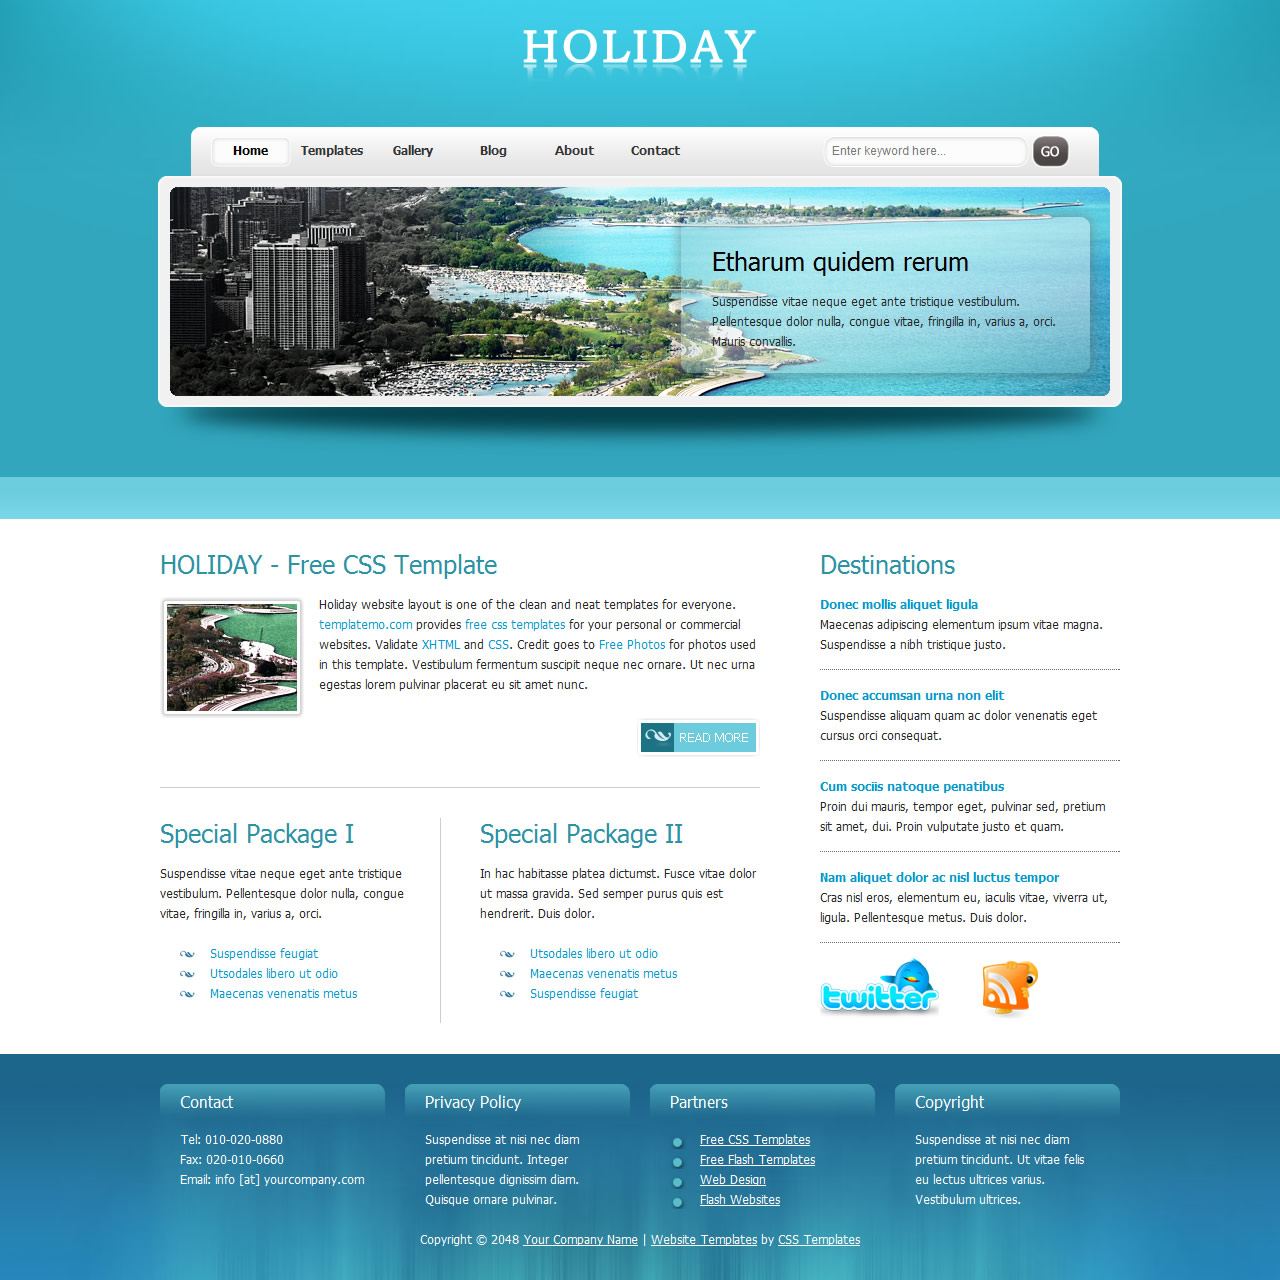 HOLIDAY
Home Templates Gallery Blog About Contact
Enter keyword here... GO
Etharum quidem rerum
Suspendisse vitae neque eget ante tristique vestibulum.
Pellentesque dolor nulla, congue vitae, fringilla in, varius a, orci.
Mauris convallis.
HOLIDAY - Free CSS Template
Holiday website layout is one of the clean and neat templates for everyone.
templatemo.com provides free css templates for your personal or commercial
websites. Validate XHTML and CSS. Credit goes to Free Photos for photos used
in this template. Vestibulum fermentum suscipit neque nec ornare. Ut nec urna
egestas lorem pulvinar placerat eu sit amet nunc.
READ MORE
Special Package I
Suspendisse vitae neque eget ante tristique
vestibulum. Pellentesque dolor nulla, congue
vitae, fringilla in, varius a, orci.
Suspendisse feugiat
Utsodales libero ut odio
Maecenas venenatis metus
Special Package II
In hac habitasse platea dictumst. Fusce vitae dolor
ut massa gravida. Sed semper purus quis est
hendrerit. Duis dolor.
Utsodales libero ut odio
Maecenas venenatis metus
Suspendisse feugiat
Destinations
Donec mollis aliquet ligula
Maecenas adipiscing elementum ipsum vitae magna.
Suspendisse a nibh tristique justo.
Donec accumsan urna non elit
Suspendisse aliquam quam ac dolor venenatis eget
cursus orci consequat.
Cum sociis natoque penatibus
Proin dui mauris, tempor eget, pulvinar sed, pretium
sit amet, dui. Proin vulputate justo et quam.
Nam aliquet dolor ac nisl luctus tempor
Cras nisl eros, elementum eu, iaculis vitae, viverra ut,
ligula. Pellentesque metus. Duis dolor.
twitter
Contact
Tel: 010-020-0880
Fax: 020-010-0660
Email: info [at] yourcompany.com
Privacy Policy
Suspendisse at nisi nec diam
pretium tincidunt. Integer
pellentesque dignissim diam.
Quisque ornare pulvinar.
Partners
Free CSS Templates
Free Flash Templates
Web Design
Flash Websites
Copyright
Suspendisse at nisi nec diam
pretium tincidunt. Ut vitae felis
eu lectus ultrices varius.
Vestibulum ultrices.
Copyright © 2048 Your Company Name | Website Templates by CSS Templates